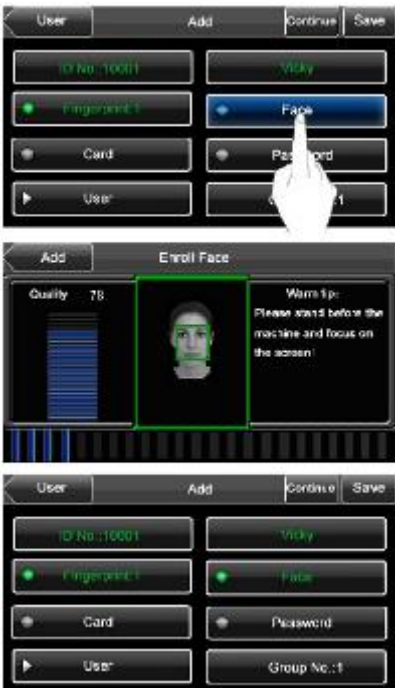 User Add Continue Save
ID No.:10001 Vicky
Fingerprint:1 Face
Card
User :1
Add Enroll Face
Quality 78
Warm tip:
Please stand before the
machine and focus on
the screen!
User Add Continue Save
ID No.:10001 Vicky
Fingerprint:1 Face
Card Password
User Group No.:1